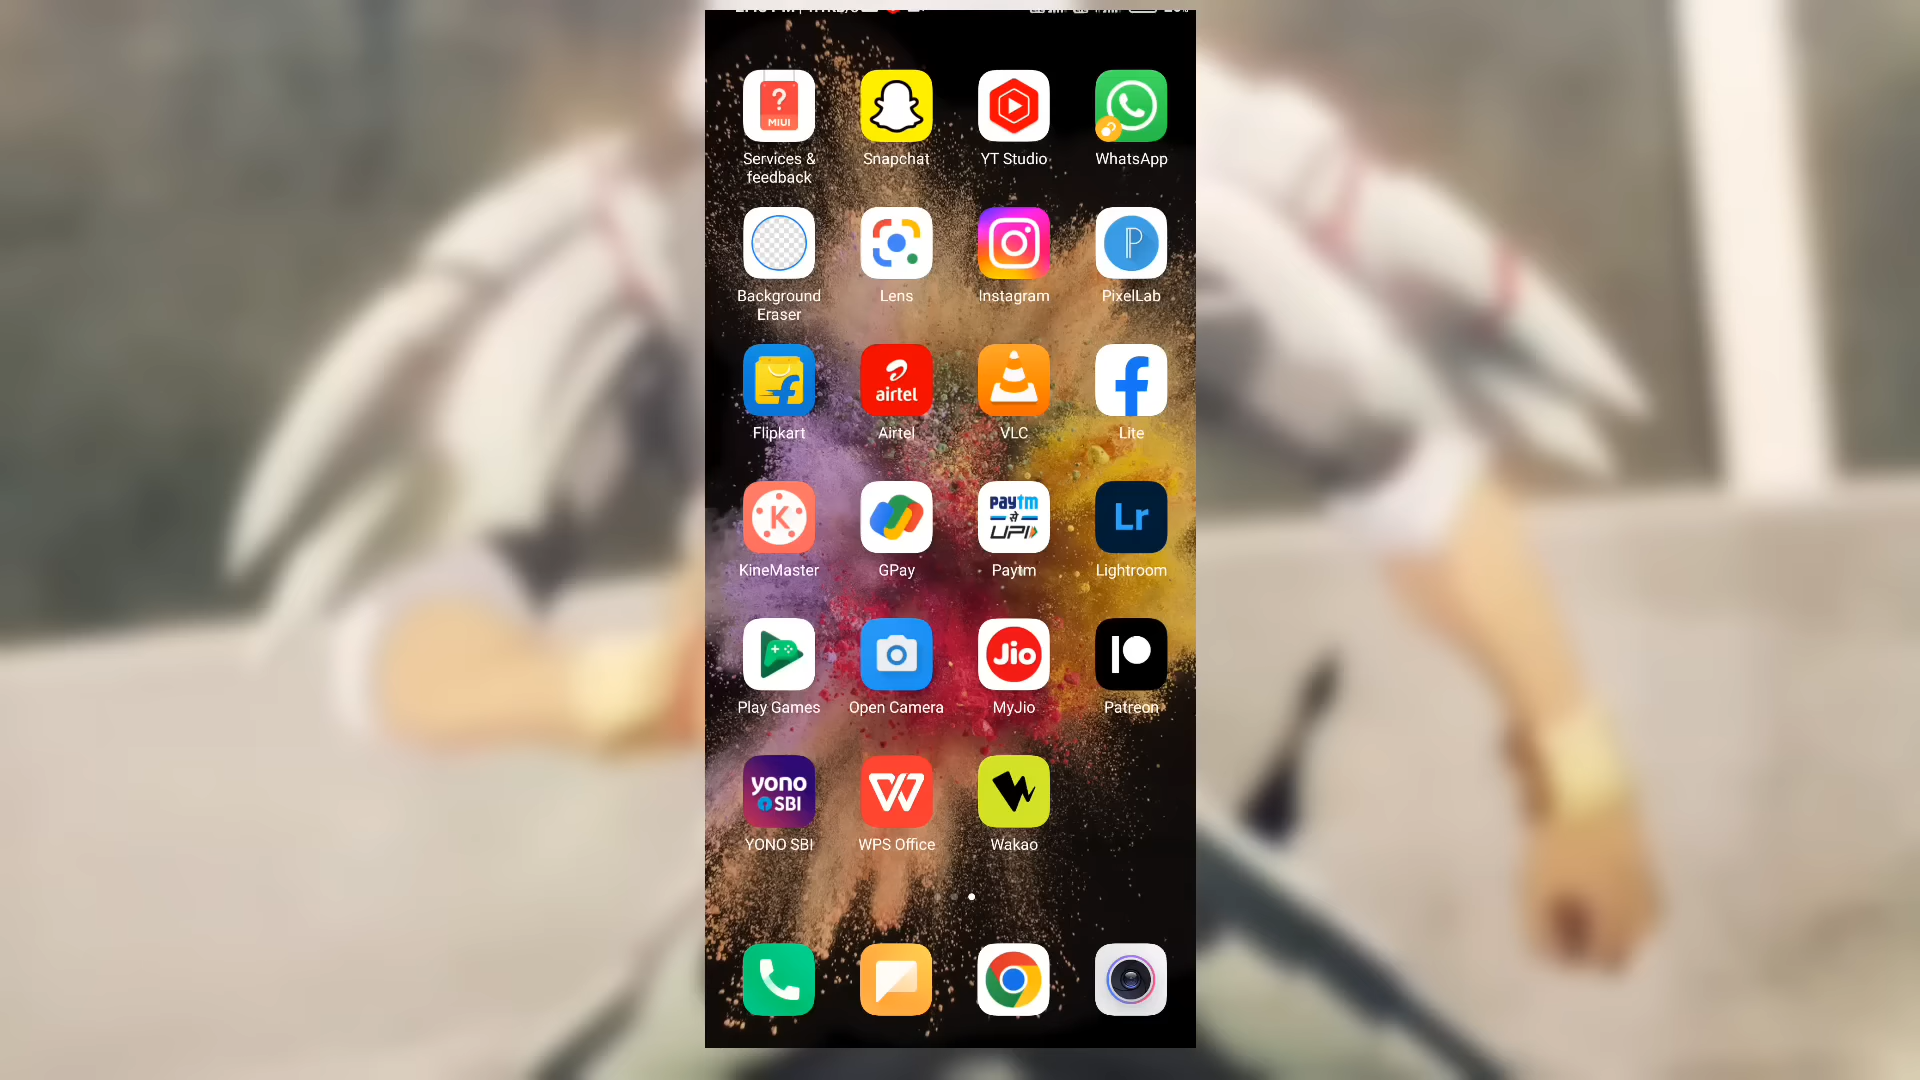 ?
MIUI
Services & feedback
Snapchat
YT Studio
WhatsApp
Background Eraser
Lens
Instagram
P
PixelLab
f
Flipkart
airtel
Airtel
VLC
f
Lite
K
KineMaster
GPay
paytm
से
UPI
Paytm
Lr
Lightroom
Play Games
Open Camera
Jio
MyJio
Patreon
yono
SBI
YONO SBI
W
WPS Office
W
Wakao